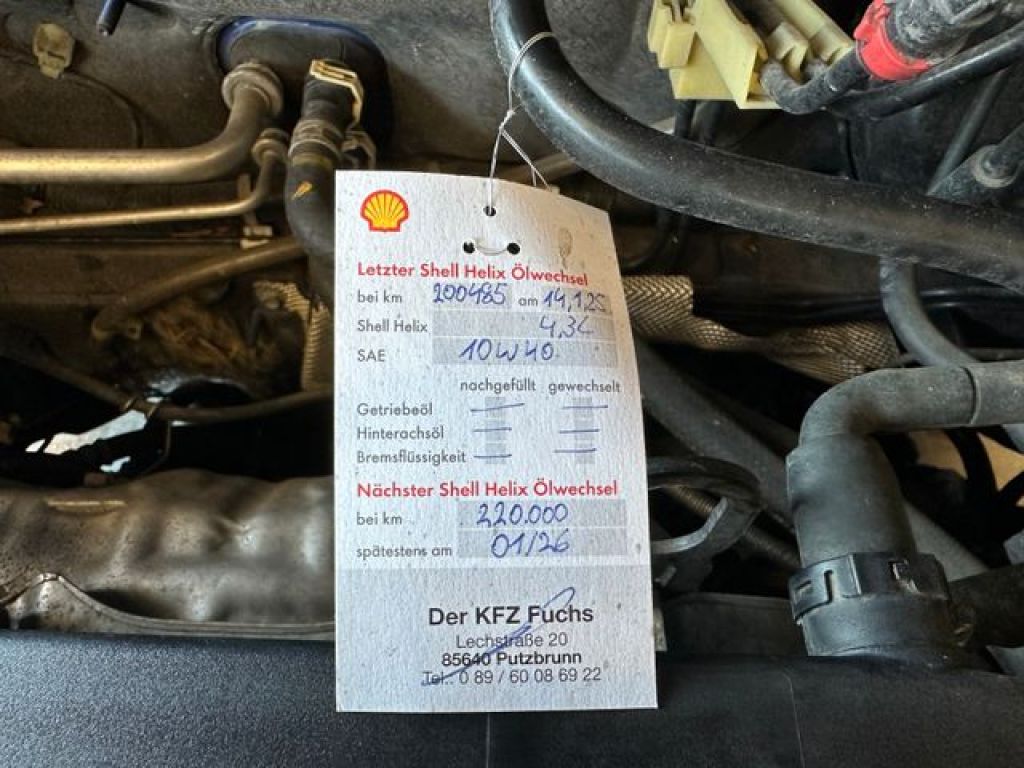 Letzter Shell Helix Ölwechsel
bei km 200485 am 14,1.25
Shell Helix 4,3L
SAE 10W40
nachgefüllt gewechselt
Getriebeöl — —
Hinterachsöl — —
Bremsflüssigkeit — —
Nächster Shell Helix Ölwechsel
bei km 220.000
spätestens am 01/26
Der KFZ Fuchs
Lechstraße 20
85640 Putzbrunn
Tel.: 0 89 / 60 08 69 22